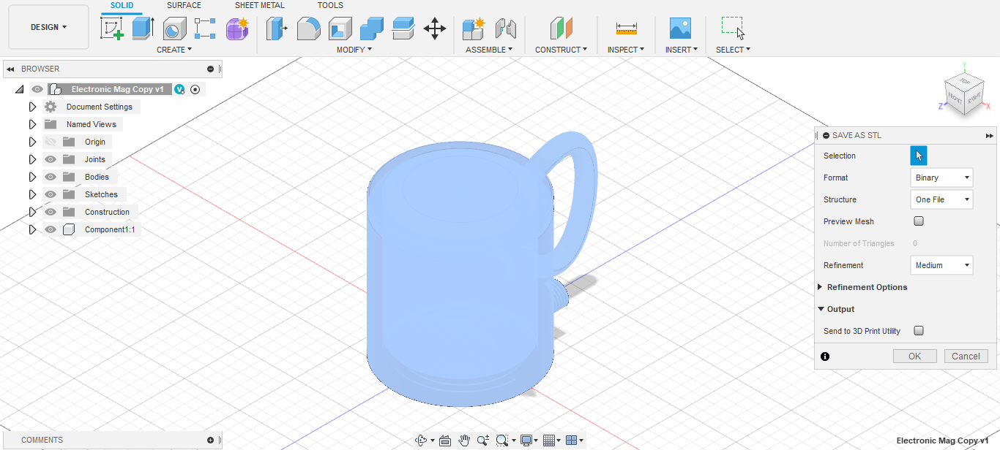 SOLID SURFACE SHEET METAL TOOLS
DESIGN
CREATE MODIFY ASSEMBLE CONSTRUCT INSPECT INSERT SELECT
BROWSER
Electronic Mag Copy v1
Document Settings
Named Views
Origin
Joints
Bodies
Sketches
Construction
Component1:1
Y
TOP
FRONT
RIGHT
Z
X
SAVE AS STL
Selection
Format Binary
Structure One File
Preview Mesh
Number of Triangles 0
Refinement Medium
Refinement Options
Output
Send to 3D Print Utility
OK Cancel
COMMENTS
Electronic Mag Copy v1